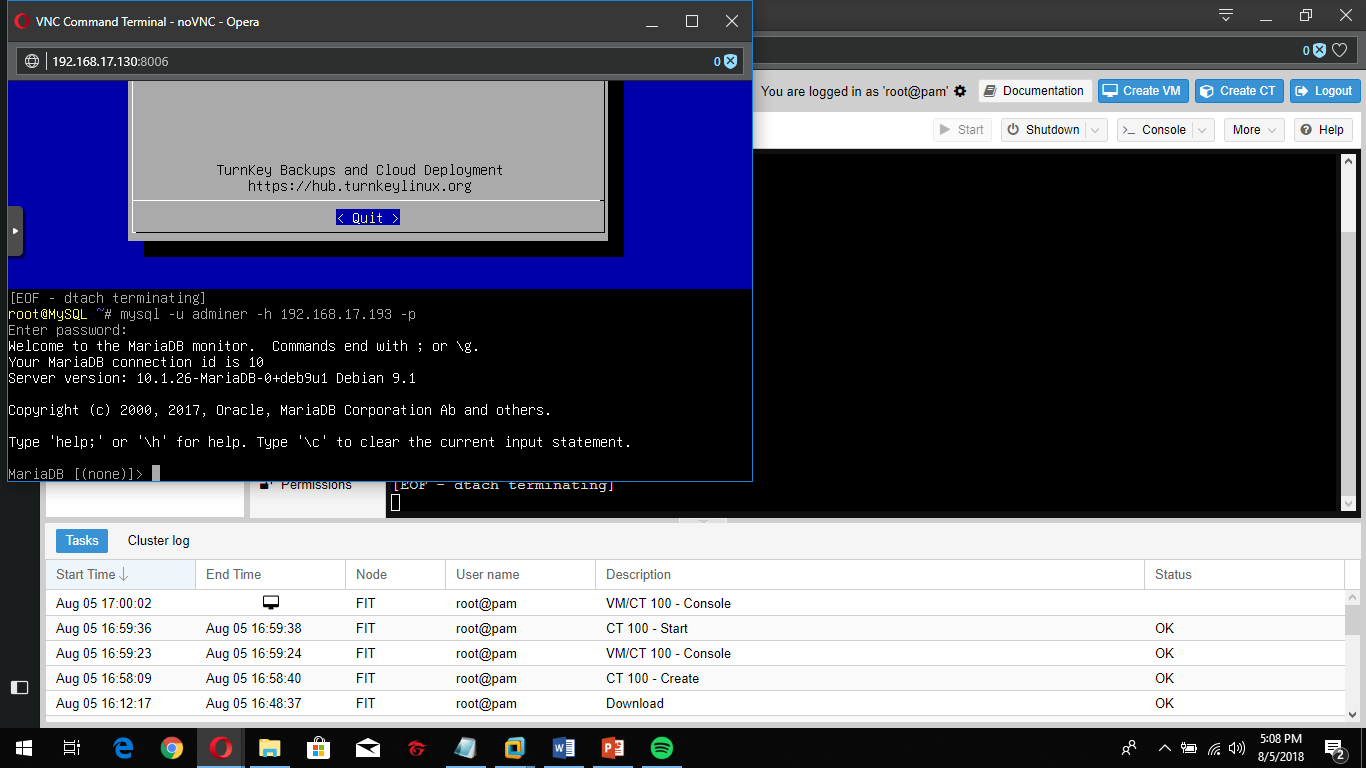 VNC Command Terminal - noVNC - Opera
192.168.17.130:8006
0
TurnKey Backups and Cloud Deployment
https://hub.turnkeylinux.org
< Quit >
[EOF - dtach terminating]
root@MySQL ~# mysql -u adminer -h 192.168.17.193 -p
Enter password:
Welcome to the MariaDB monitor.  Commands end with ; or \g.
Your MariaDB connection id is 10
Server version: 10.1.26-MariaDB-0+deb9u1 Debian 9.1
Copyright (c) 2000, 2017, Oracle, MariaDB Corporation Ab and others.
Type 'help;' or '\h' for help. Type '\c' to clear the current input statement.
MariaDB [(none)]>
0
You are logged in as 'root@pam' Documentation Create VM Create CT Logout
Start Shutdown Console More Help
Permissions
[EOF - dtach terminating]
Tasks Cluster log
Start Time End Time Node User name Description Status
Aug 05 17:00:02 FIT root@pam VM/CT 100 - Console
Aug 05 16:59:36 Aug 05 16:59:38 FIT root@pam CT 100 - Start OK
Aug 05 16:59:23 Aug 05 16:59:24 FIT root@pam VM/CT 100 - Console OK
Aug 05 16:58:09 Aug 05 16:58:40 FIT root@pam CT 100 - Create OK
Aug 05 16:12:17 Aug 05 16:48:37 FIT root@pam Download OK
5:08 PM
8/5/2018
2